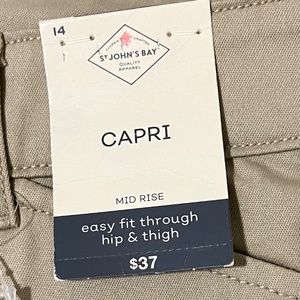 14
ST JOHN'S BAY
QUALITY
APPAREL
CAPRI
MID RISE
easy fit through
hip & thigh
$37